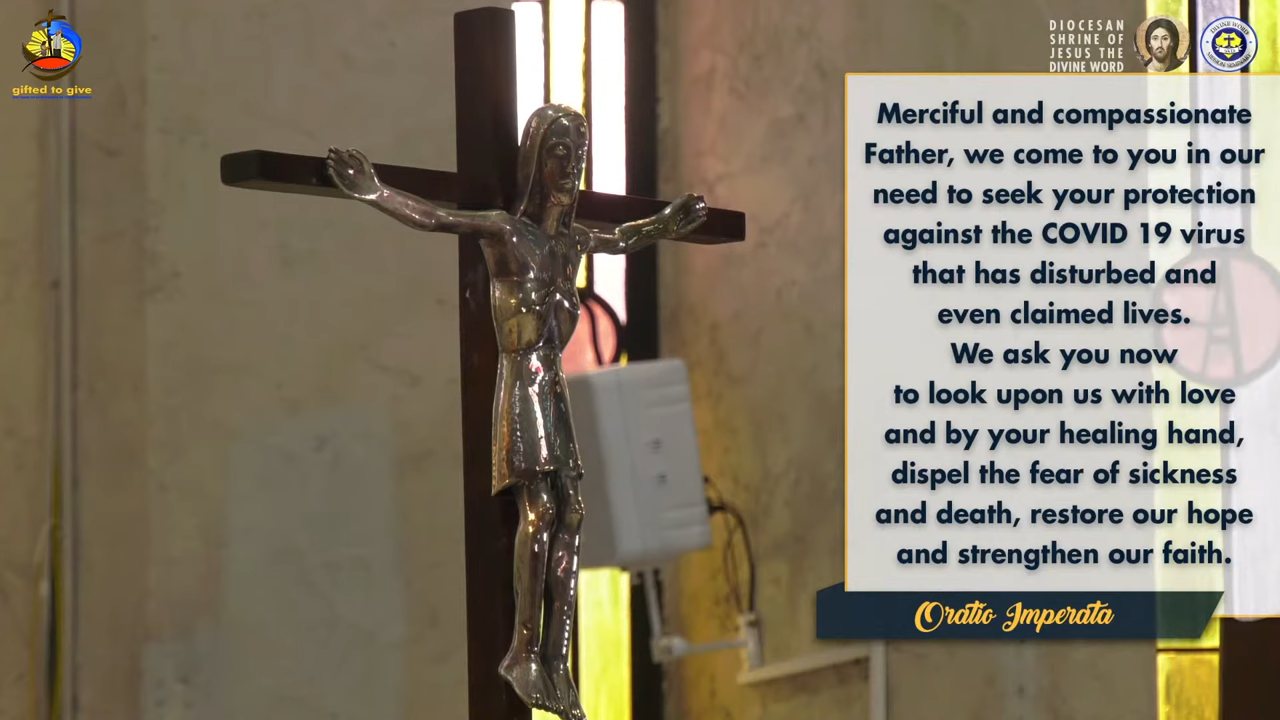 gifted to give
DIOCESAN
SHRINE OF
JESUS THE
DIVINE WORD
DIVINE WORD
Merciful and compassionate
Father, we come to you in our
need to seek your protection
against the COVID 19 virus
that has disturbed and
even claimed lives.
We ask you now
to look upon us with love
and by your healing hand,
dispel the fear of sickness
and death, restore our hope
and strengthen our faith.
Oratio Imperata